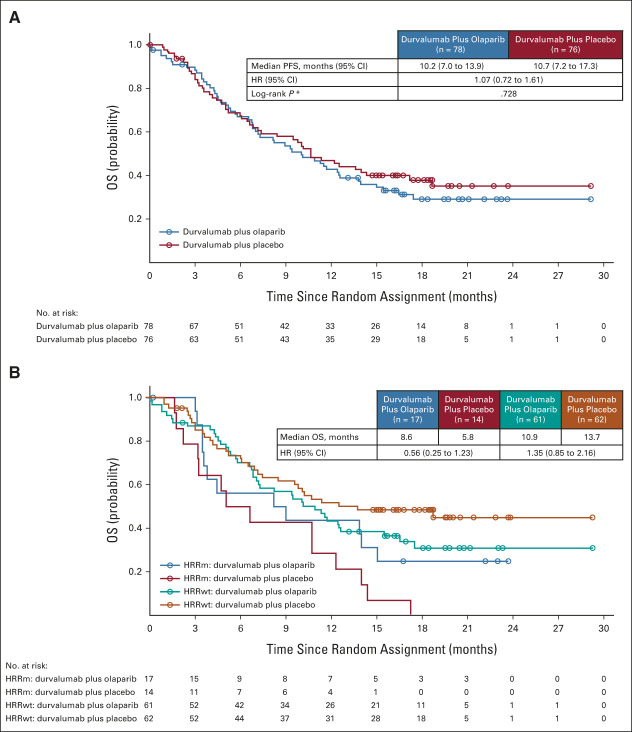 A
Durvalumab Plus Olaparib
(n = 78)
Durvalumab Plus Placebo
(n = 76)
Median PFS, months (95% CI) 10.2 (7.0 to 13.9) 10.7 (7.2 to 17.3)
HR (95% CI) 1.07 (0.72 to 1.61)
Log-rank P a .728
OS (probability)
1.0
0.8
0.6
0.4
0.2
Durvalumab plus olaparib
Durvalumab plus placebo
0 3 6 9 12 15 18 21 24 27 30
Time Since Random Assignment (months)
No. at risk:
Durvalumab plus olaparib 78 67 51 42 33 26 14 8 1 1 0
Durvalumab plus placebo 76 63 51 43 35 29 18 5 1 1 0
B
Durvalumab
Plus Olaparib
(n = 17)
Durvalumab
Plus Placebo
(n = 14)
Durvalumab
Plus Olaparib
(n = 61)
Durvalumab
Plus Placebo
(n = 62)
Median OS, months 8.6 5.8 10.9 13.7
HR (95% CI) 0.56 (0.25 to 1.23) 1.35 (0.85 to 2.16)
OS (probability)
1.0
0.8
0.6
0.4
0.2
HRRm: durvalumab plus olaparib
HRRm: durvalumab plus placebo
HRRwt: durvalumab plus olaparib
HRRwt: durvalumab plus placebo
0 3 6 9 12 15 18 21 24 27 30
Time Since Random Assignment (months)
No. at risk:
HRRm: durvalumab plus olaparib 17 15 9 8 7 5 3 3 0 0 0
HRRm: durvalumab plus placebo 14 11 7 6 4 1 0 0 0 0 0
HRRwt: durvalumab plus olaparib 61 52 42 34 26 21 11 5 1 1 0
HRRwt: durvalumab plus placebo 62 52 44 37 31 28 18 5 1 1 0